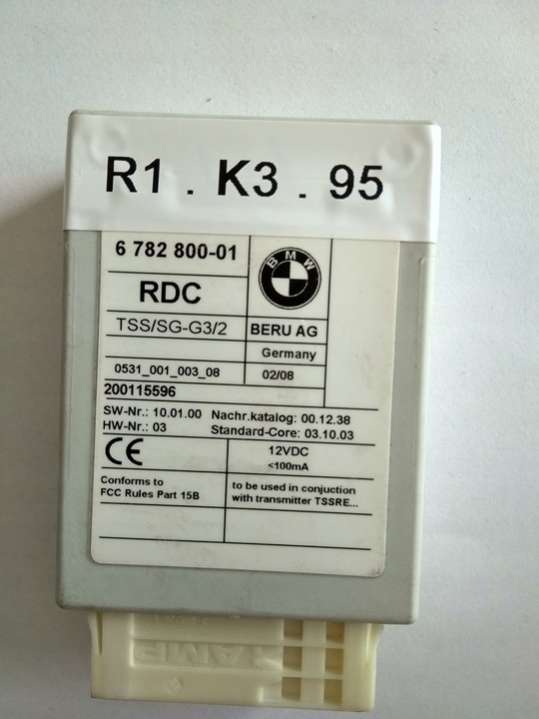 R1 . K3 . 95
6 782 800-01
BMW
RDC
TSS/SG-G3/2
BERU AG
Germany
0531_001_003_08
02/08
200115596
SW-Nr.: 10.01.00 Nachr.katalog: 00.12.38
HW-Nr.: 03 Standard-Core: 03.10.03
CE
12VDC
<100mA
Conforms to
FCC Rules Part 15B
to be used in conjuction
with transmitter TSSRE...
AMP